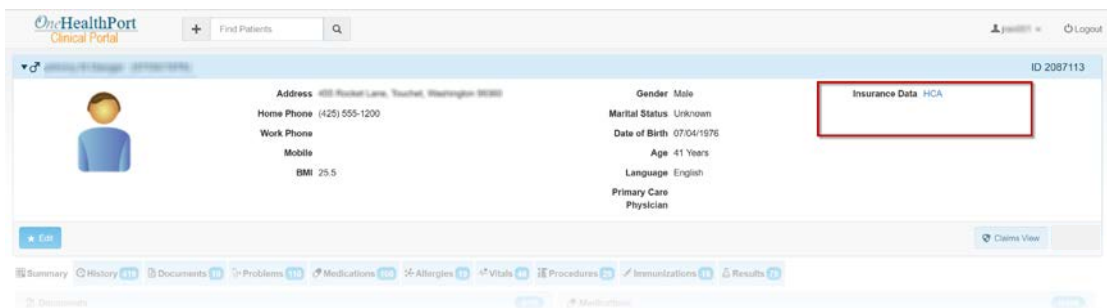 OneHealthPort
Clinical Portal
Find Patients
Logout
ID 2087113
Address
Home Phone (425) 555-1200
Work Phone
Mobile
BMI 25.5
Gender Male
Marital Status Unknown
Date of Birth 07/04/1976
Age 41 Years
Language English
Primary Care
Physician
Insurance Data HCA
Edit
Claims View
Summary History Documents Problems Medications Allergies Vitals Procedures Immunizations Results
Documents Medications